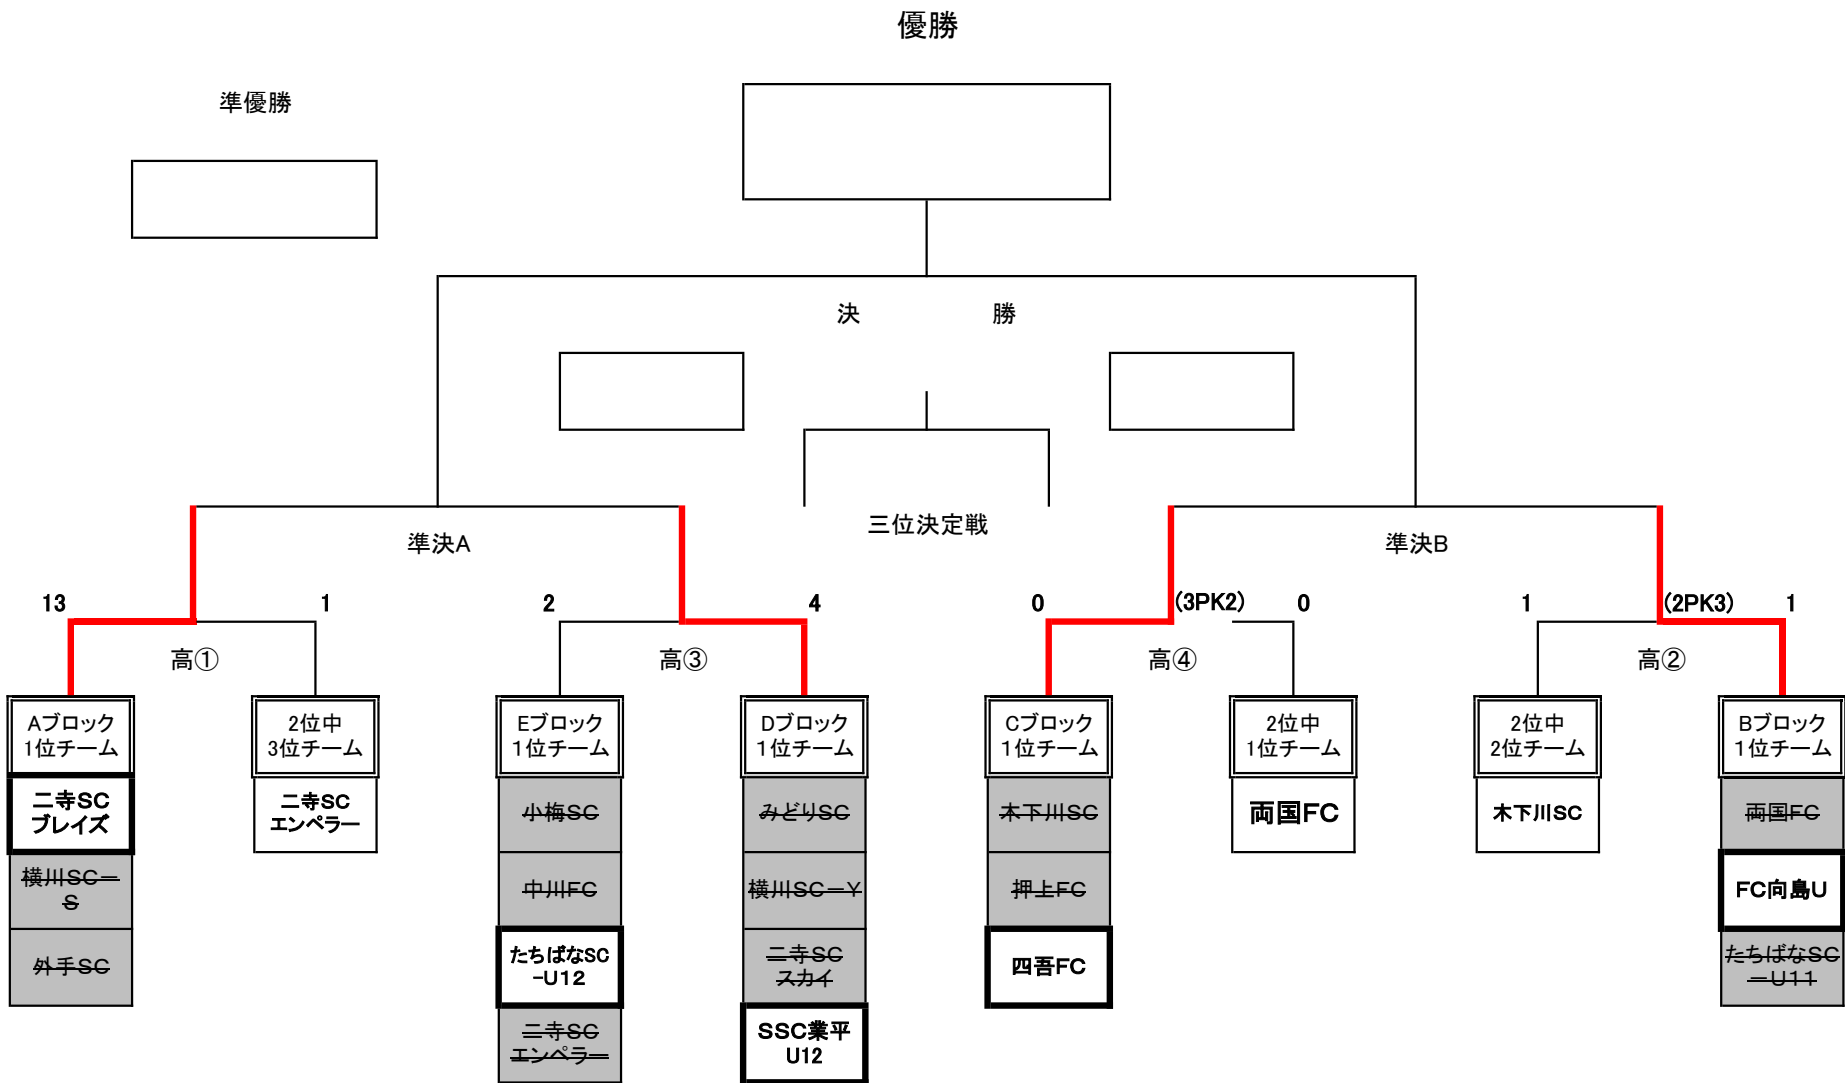 優勝
準優勝
決 勝
三位決定戦
準決A
準決B
13 1 2 4 0 (3PK2) 0 1 (2PK3) 1
高① 高③ 高④ 高②
Aブロック
1位チーム
2位中
3位チーム
Eブロック
1位チーム
Dブロック
1位チーム
Cブロック
1位チーム
2位中
1位チーム
2位中
2位チーム
Bブロック
1位チーム
二寺SC
ブレイズ
横川SCー
S
外手SC
二寺SC
エンペラー
小梅SC
中川FC
たちばなSC
-U12
二寺SC
エンペラー
みどりSC
横川SCーY
二寺SC
スカイ
SSC業平
U12
木下川SC
押上FC
四吾FC
両国FC
木下川SC
両国FC
FC向島U
たちばなSC
ーU11